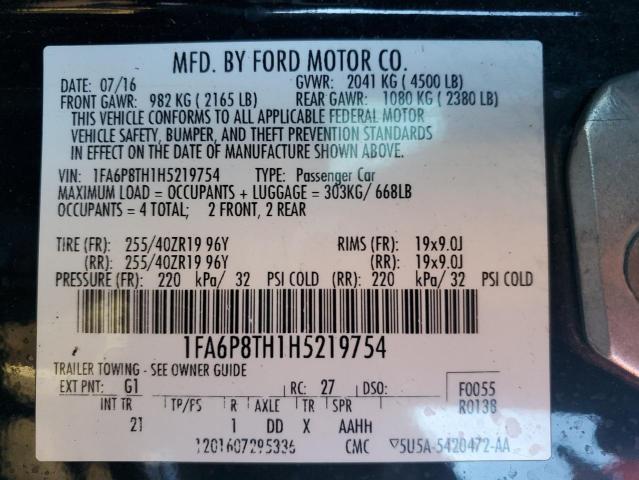 MFD. BY FORD MOTOR CO.
DATE: 07/16 GVWR: 2041 KG ( 4500 LB)
FRONT GAWR: 982 KG ( 2165 LB) REAR GAWR: 1080 KG ( 2380 LB)
THIS VEHICLE CONFORMS TO ALL APPLICABLE FEDERAL MOTOR
VEHICLE SAFETY, BUMPER, AND THEFT PREVENTION STANDARDS
IN EFFECT ON THE DATE OF MANUFACTURE SHOWN ABOVE.
VIN: 1FA6P8TH1H5219754 TYPE: Passenger Car
MAXIMUM LOAD = OCCUPANTS + LUGGAGE = 303KG/ 668LB
OCCUPANTS = 4 TOTAL; 2 FRONT, 2 REAR
TIRE (FR): 255/40ZR19 96Y RIMS (FR): 19x9.0J
(RR): 255/40ZR19 96Y (RR): 19x9.0J
PRESSURE (FR): 220 kPa/ 32 PSI COLD (RR): 220 kPa/ 32 PSI COLD
1FA6P8TH1H5219754
TRAILER TOWING - SEE OWNER GUIDE
EXT PNT: G1 RC: 27 DSO: F0055
INT TR TP/PS R AXLE TR SPR R0138
21 1 DD X AAHH
1201607295336 CMC ▽5U5A-5420472-AA